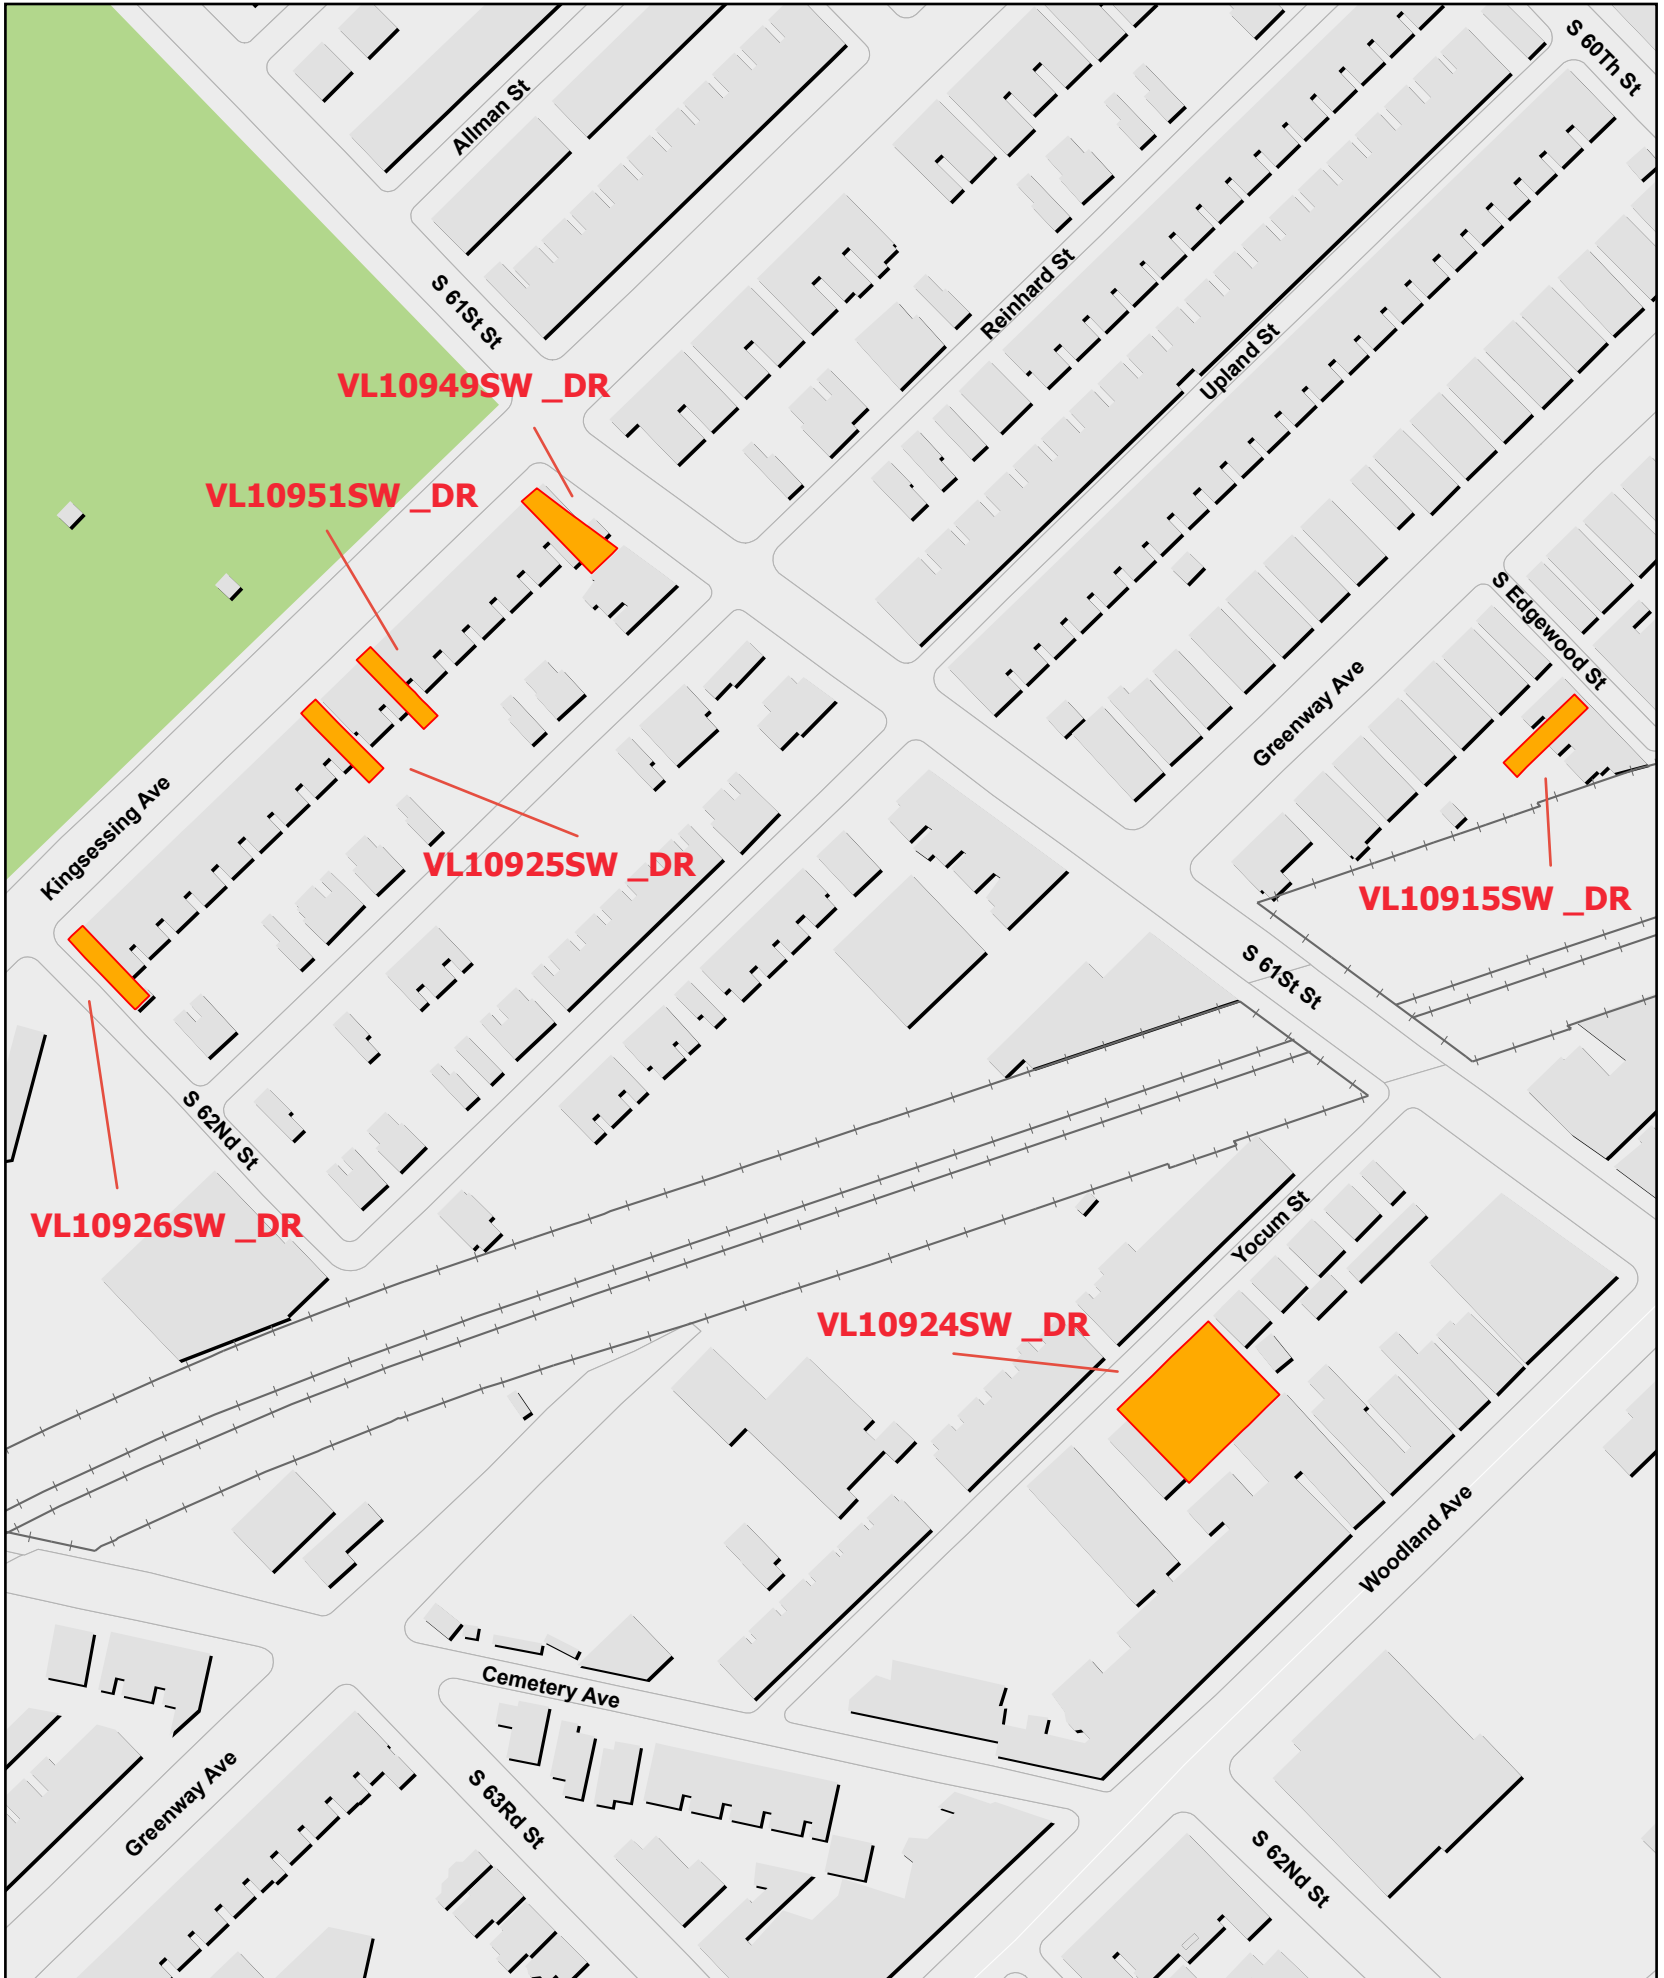 S 60Th St
Allman St
S 61St St
Reinhard St
Upland St
VL10949SW _DR
VL10951SW _DR
S Edgewood St
Greenway Ave
Kingsessing Ave
VL10925SW _DR
VL10915SW _DR
S 61St St
S 62Nd St
VL10926SW _DR
Yocum St
VL10924SW _DR
Woodland Ave
Cemetery Ave
Greenway Ave
S 63Rd St
S 62Nd St